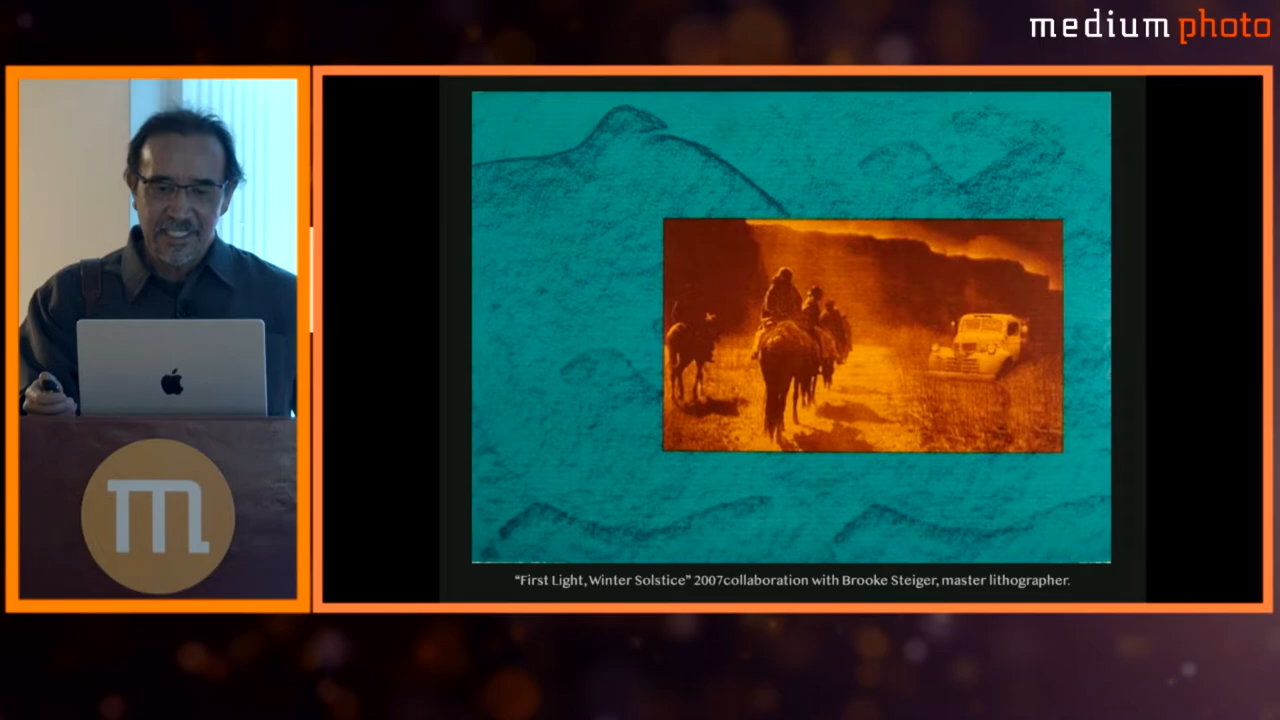 medium photo
m
“First Light, Winter Solstice” 2007collaboration with Brooke Steiger, master lithographer.